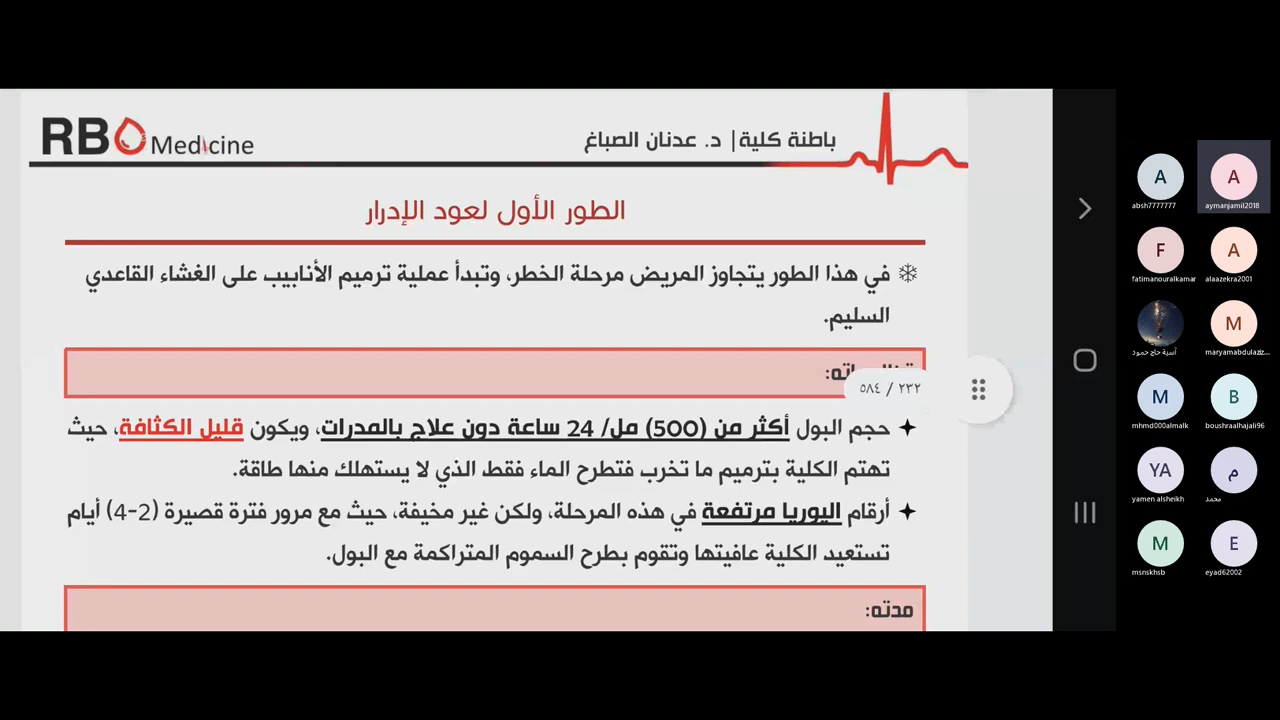 RBO Medicine
باطنة كلية | د. عدنان الصباغ
الطور الأول لعود الإدرار
في هذا الطور يتجاوز المريض مرحلة الخطر، وتبدأ عملية ترميم الأنابيب على الغشاء القاعدي
السليم.
٢٣٢ / ٥٨٤
✦ حجم البول أكثر من (500) مل/ 24 ساعة دون علاج بالمدرات، ويكون قليل الكثافة، حيث
تهتم الكلية بترميم ما تخرب فتطرح الماء فقط الذي لا يستهلك منها طاقة.
✦ أرقام اليوريا مرتفعة في هذه المرحلة، ولكن غير مخيفة، حيث مع مرور فترة قصيرة (2-4) أيام
تستعيد الكلية عافيتها وتقوم بطرح السموم المتراكمة مع البول.
مدته:
A
A
absh7777777
aymanjamil2018
F
A
fatimanouralkamar
alaazekra2001
M
آسية حاج حمود
maryamabdulaziz...
M
B
mhmd000almalk
boushraalhajali96
YA
م
yamen alsheikh
محمد
M
E
msnskhsb
eyad62002